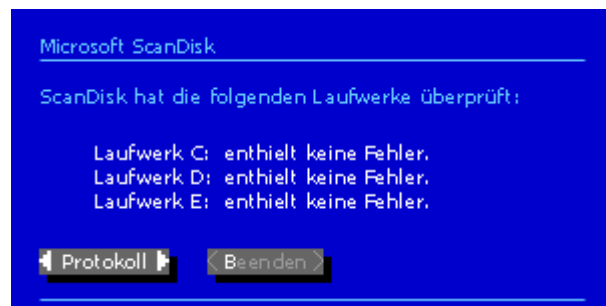 Microsoft ScanDisk
ScanDisk hat die folgenden Laufwerke überprüft:
Laufwerk C: enthielt keine Fehler.
Laufwerk D: enthielt keine Fehler.
Laufwerk E: enthielt keine Fehler.
Protokoll Beenden